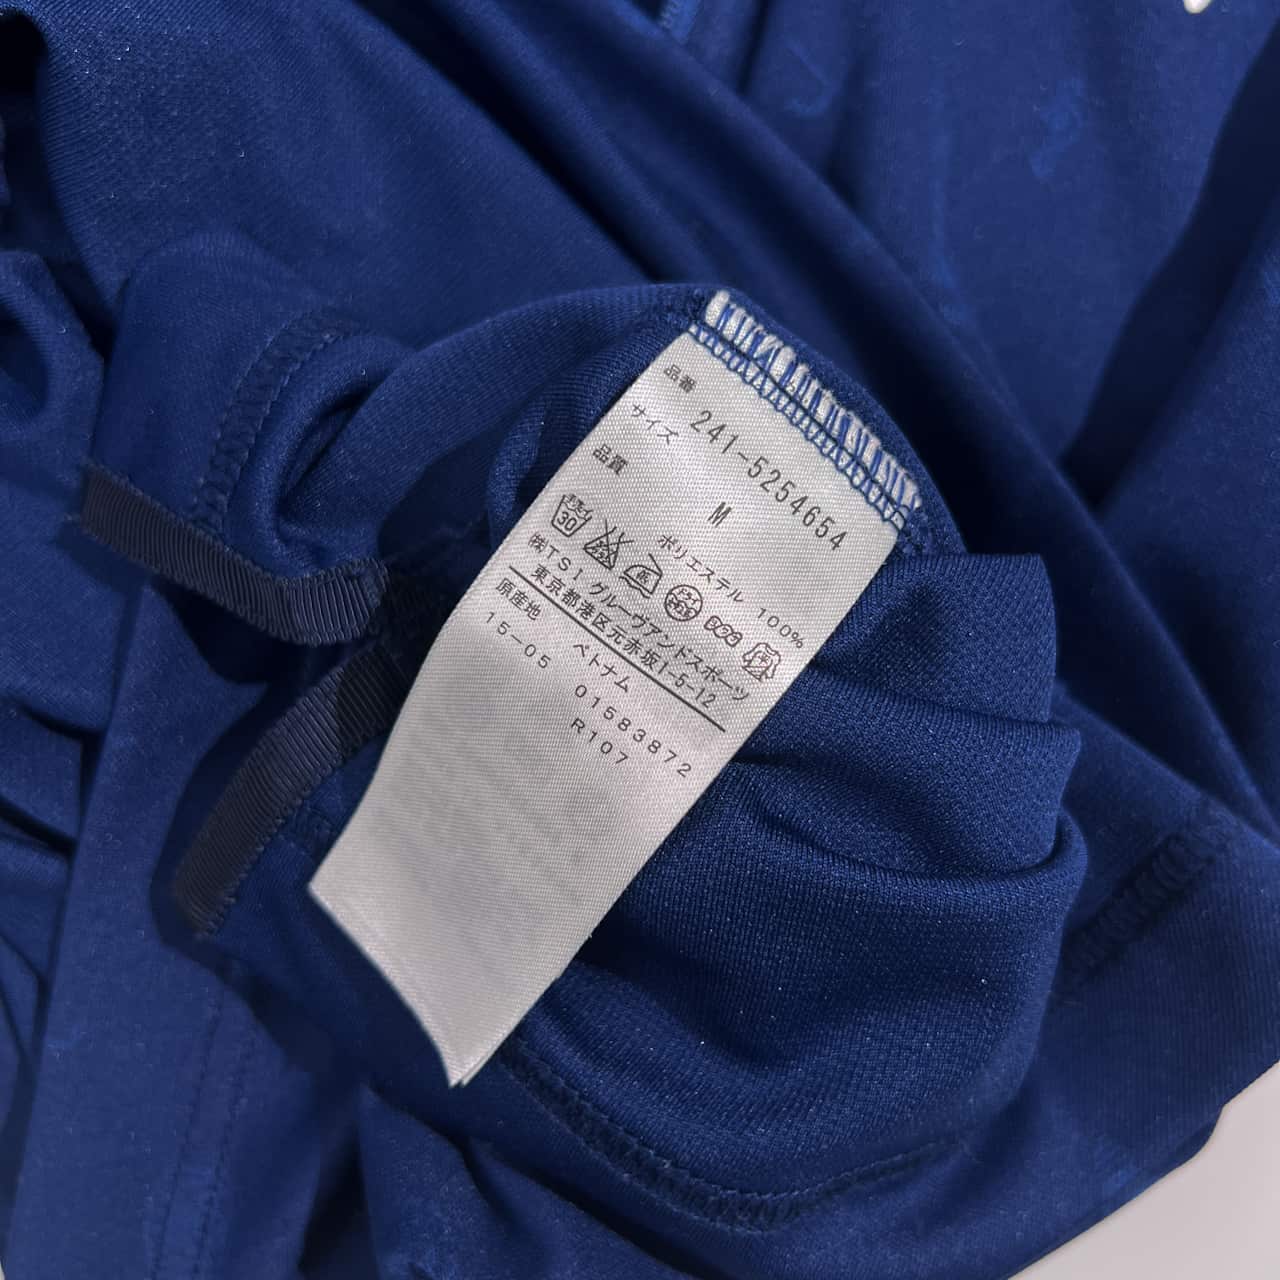 品番
241-5254654
サイズ
M
品質
ポリエステル 100%
30
㈱TSIグルーヴアンドスポーツ
東京都港区元赤坂1-5-12
原産地 ベトナム
15-05 01583872
R107